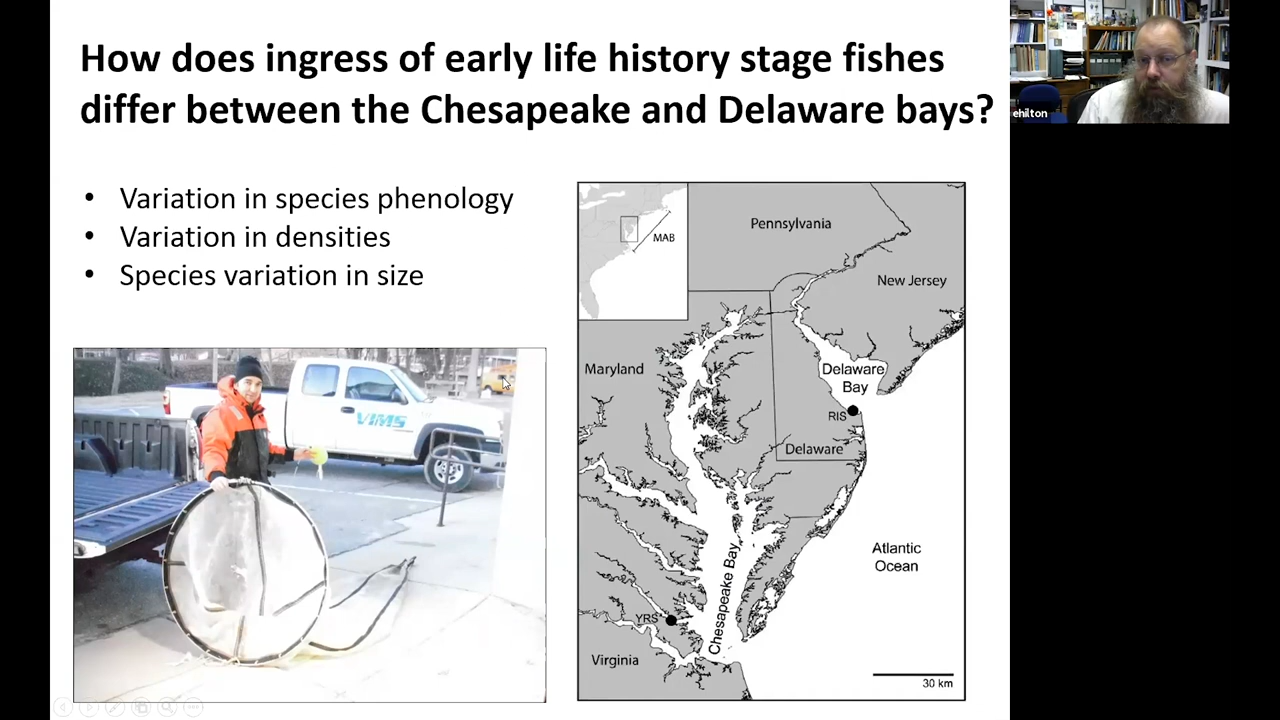 How does ingress of early life history stage fishes
differ between the Chesapeake and Delaware bays?
ehilton
• Variation in species phenology
• Variation in densities
• Species variation in size
MAB
Pennsylvania
New Jersey
Maryland
Delaware
Bay
RIS
Delaware
Atlantic
Ocean
Chesapeake Bay
YRS
Virginia
30 km
VIMS